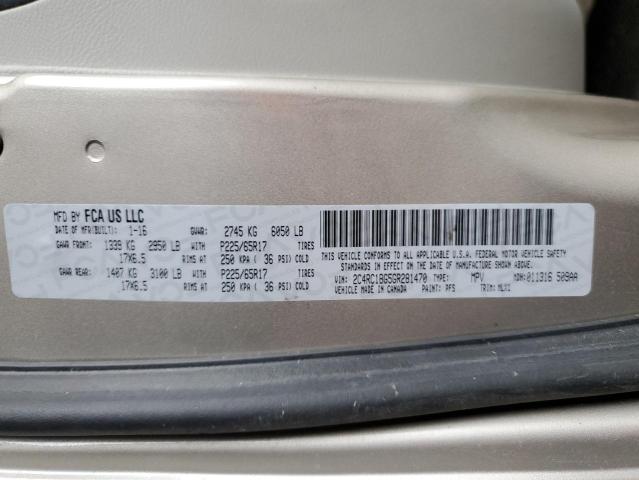 MFD BY FCA US LLC
DATE OF MFR(BUILT): 1-16 GVWR: 2745 KG 6050 LB
GAWR FRONT: 1339 KG 2950 LB WITH P225/65R17 TIRES
17X6.5 RIMS AT 250 KPA ( 36 PSI) COLD
GAWR REAR: 1407 KG 3100 LB WITH P225/65R17 TIRES
17X6.5 RIMS AT 250 KPA ( 36 PSI) COLD
THIS VEHICLE CONFORMS TO ALL APPLICABLE U.S.A. FEDERAL MOTOR VEHICLE SAFETY
STANDARDS IN EFFECT ON THE DATE OF MANUFACTURE SHOWN ABOVE.
VIN: 2C4RC1BG5GR281470 TYPE: MPV MDH: 011316 509AA
VEHICLE MADE IN CANADA PAINT: PFS TRIM: MLX1